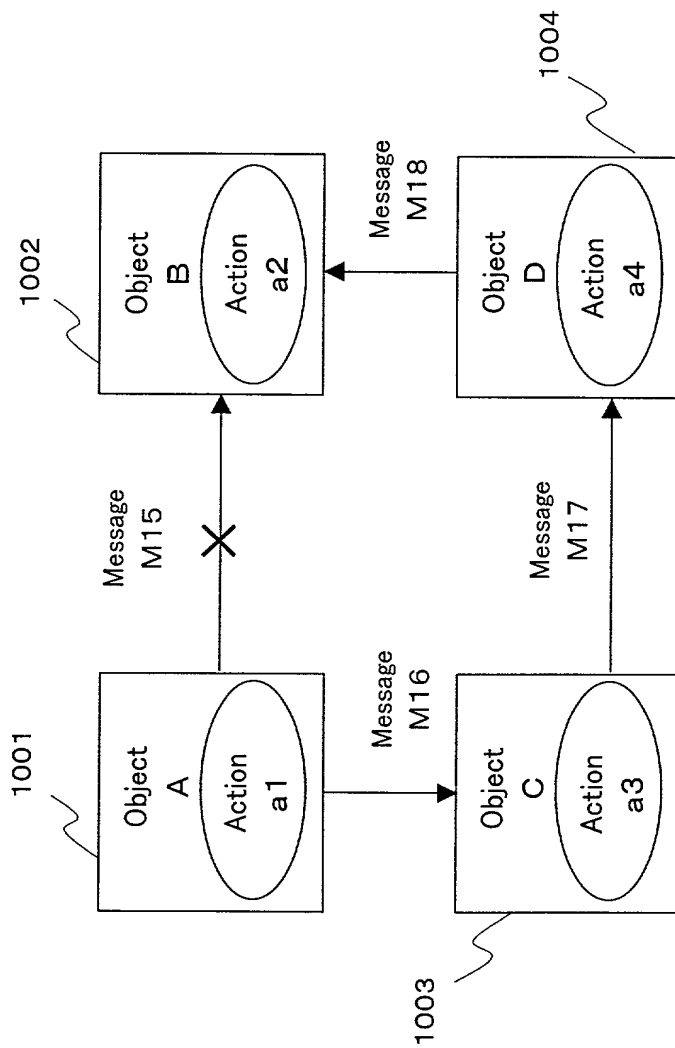 1001
Object
A
Action
a1
Message
M15
1002
Object
B
Action
a2
Message
M16
Message
M18
1003
Object
C
Action
a3
Message
M17
Object
D
Action
a4
1004